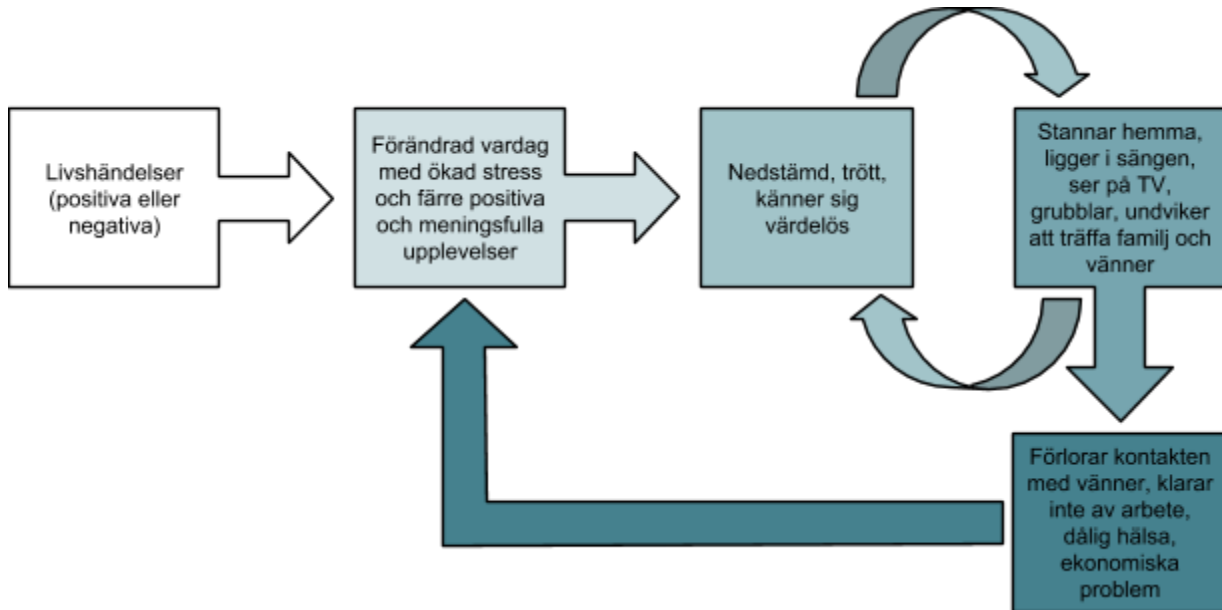 Livshändelser
(positiva eller
negativa)
Förändrad vardag
med ökad stress
och färre positiva
och meningsfulla
upplevelser
Nedstämd, trött,
känner sig
värdelös
Stannar hemma,
ligger i sängen,
ser på TV,
grubblar, undviker
att träffa familj och
vänner
Förlorar kontakten
med vänner, klarar
inte av arbete,
dålig hälsa,
ekonomiska
problem